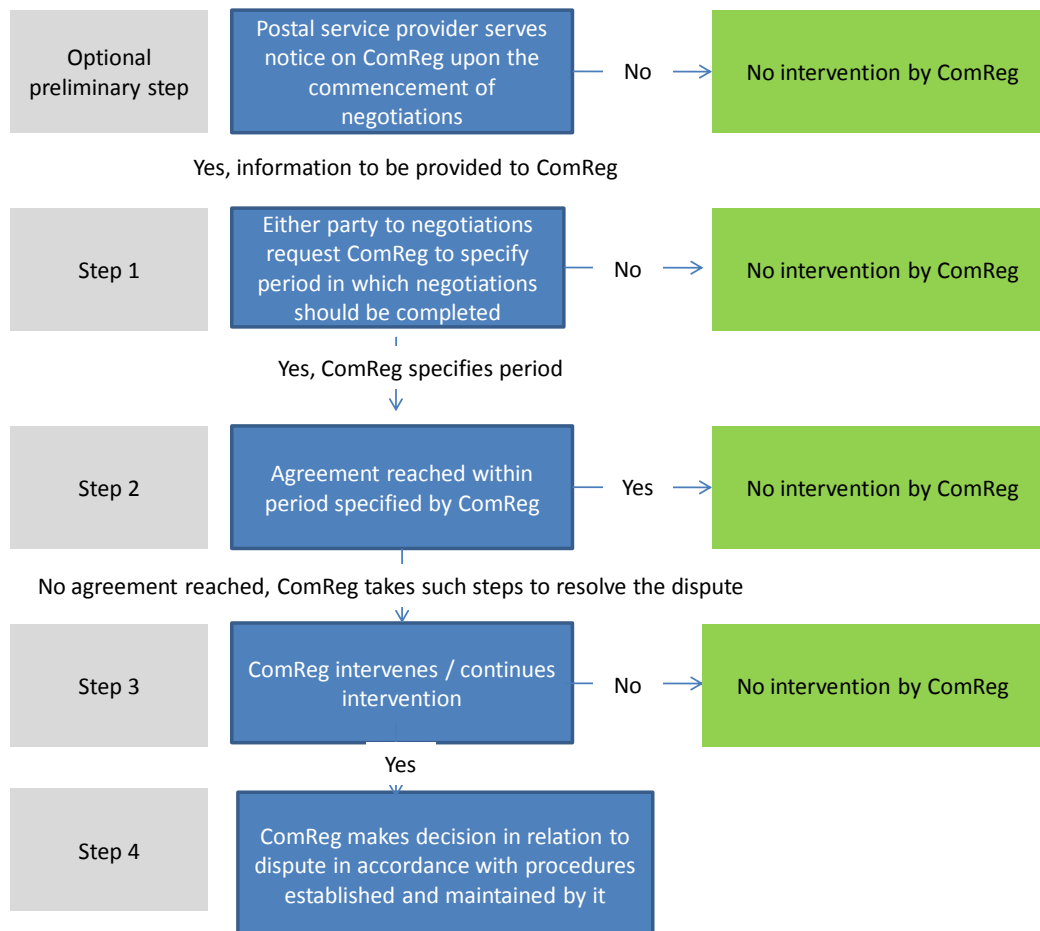 Optional
preliminary step
Postal service provider serves
notice on ComReg upon the
commencement of
negotiations
No
No intervention by ComReg
Yes, information to be provided to ComReg
Step 1
Either party to negotiations
request ComReg to specify
period in which negotiations
should be completed
No
No intervention by ComReg
Yes, ComReg specifies period
Step 2
Agreement reached within
period specified by ComReg
Yes
No intervention by ComReg
No agreement reached, ComReg takes such steps to resolve the dispute
Step 3
ComReg intervenes / continues
intervention
No
No intervention by ComReg
Yes
Step 4
ComReg makes decision in relation to
dispute in accordance with procedures
established and maintained by it